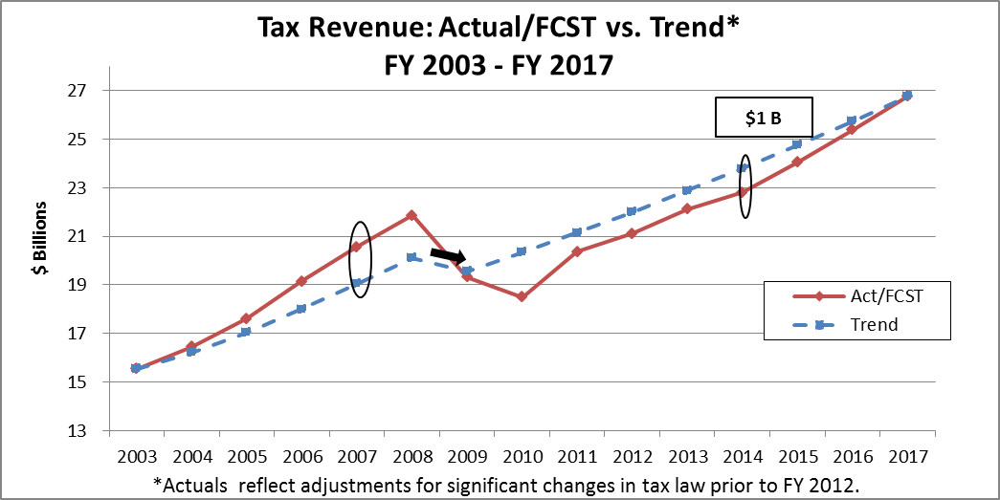 Tax Revenue: Actual/FCST vs. Trend*
FY 2003 - FY 2017
27
25
23
21
19
17
15
13
$ Billions
$1 B
Act/FCST
Trend
2003 2004 2005 2006 2007 2008 2009 2010 2011 2012 2013 2014 2015 2016 2017
*Actuals reflect adjustments for significant changes in tax law prior to FY 2012.